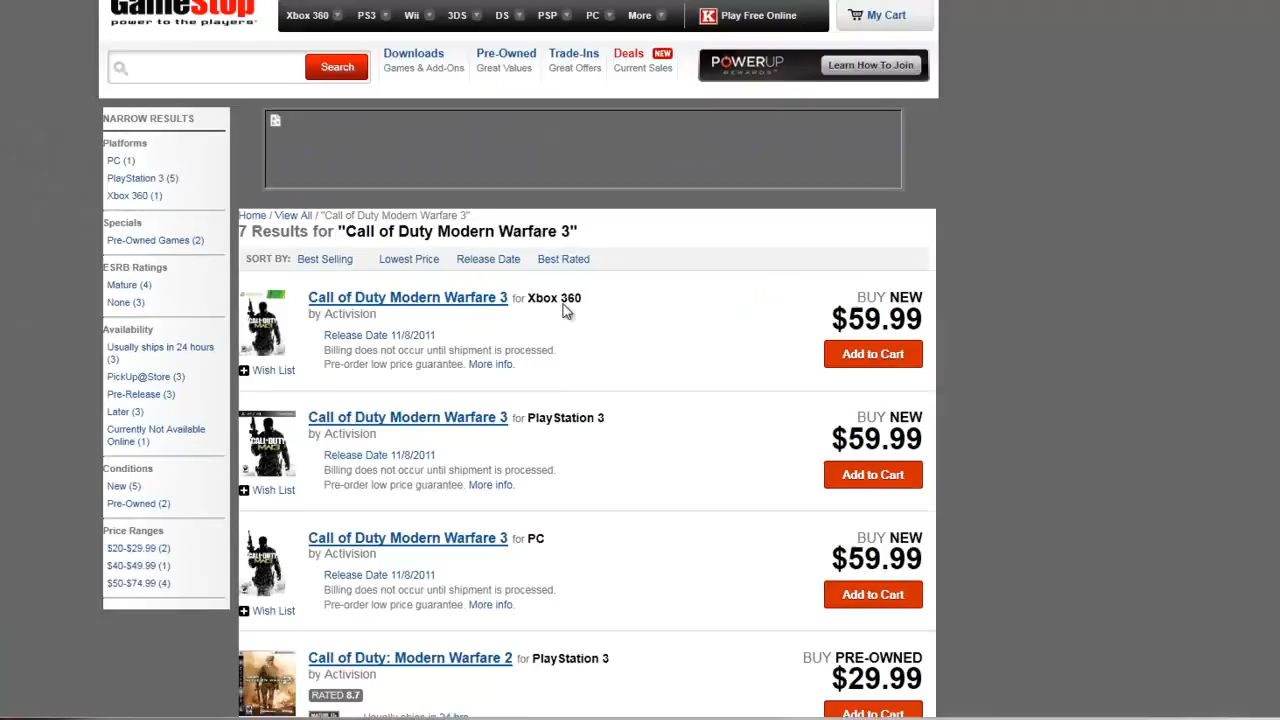 GameStop
power to the players
Xbox 360 PS3 Wii 3DS DS PSP PC More K Play Free Online My Cart
Search
Downloads Pre-Owned Trade-Ins Deals NEW
Games & Add-Ons Great Values Great Offers Current Sales
POWERUP REWARDS Learn How To Join
NARROW RESULTS
Platforms
PC (1)
PlayStation 3 (5)
Xbox 360 (1)
Specials
Pre-Owned Games (2)
ESRB Ratings
Mature (4)
None (3)
Availability
Usually ships in 24 hours
(3)
PickUp@Store (3)
Pre-Release (3)
Later (3)
Currently Not Available
Online (1)
Conditions
New (5)
Pre-Owned (2)
Price Ranges
$20-$29.99 (2)
$40-$49.99 (1)
$50-$74.99 (4)
Home / View All / "Call of Duty Modern Warfare 3"
7 Results for "Call of Duty Modern Warfare 3"
SORT BY: Best Selling Lowest Price Release Date Best Rated
Call of Duty Modern Warfare 3 for Xbox 360
by Activision
Release Date 11/8/2011
Billing does not occur until shipment is processed.
Pre-order low price guarantee. More info.
Wish List
BUY NEW
$59.99
Add to Cart
Call of Duty Modern Warfare 3 for PlayStation 3
by Activision
Release Date 11/8/2011
Billing does not occur until shipment is processed.
Pre-order low price guarantee. More info.
Wish List
BUY NEW
$59.99
Add to Cart
Call of Duty Modern Warfare 3 for PC
by Activision
Release Date 11/8/2011
Billing does not occur until shipment is processed.
Pre-order low price guarantee. More info.
Wish List
BUY NEW
$59.99
Add to Cart
Call of Duty: Modern Warfare 2 for PlayStation 3
by Activision
RATED 8.7
Usually ships in 24 hrs
BUY PRE-OWNED
$29.99
Add to Cart